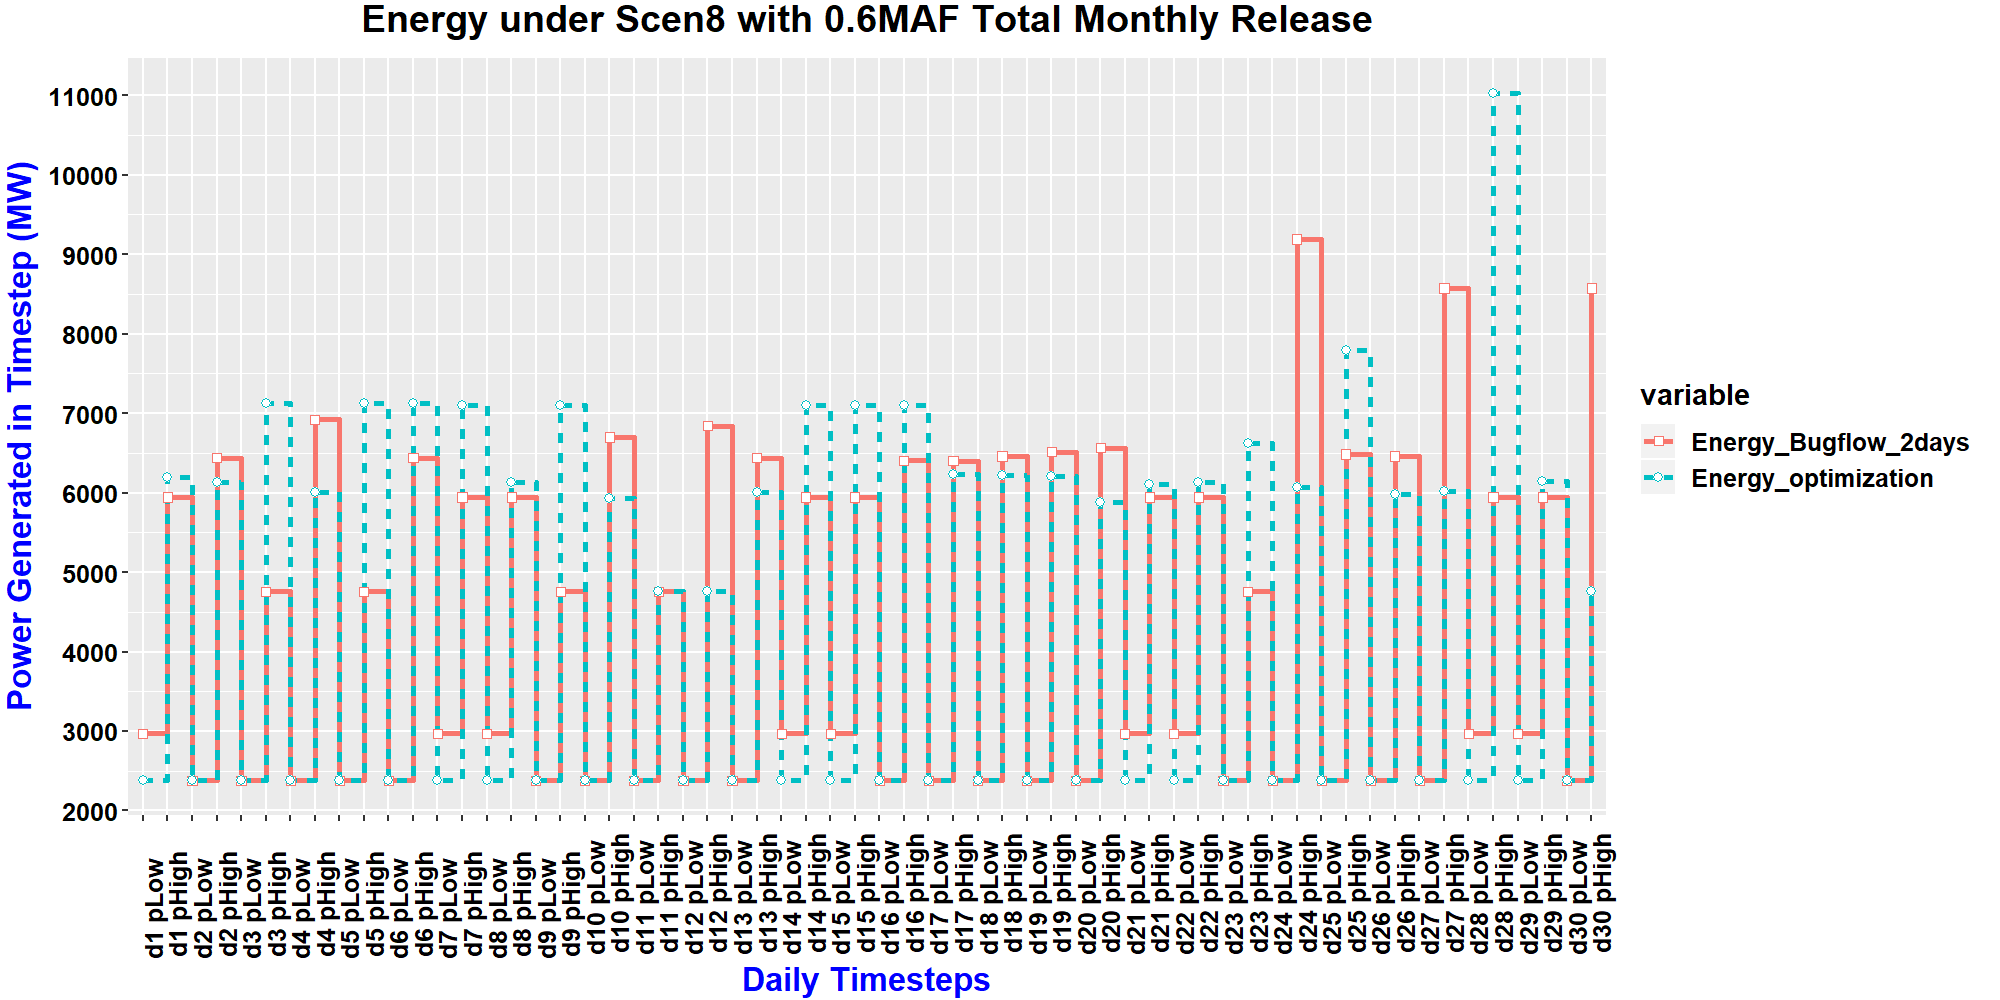 Energy under Scen8 with 0.6MAF Total Monthly Release
Power Generated in Timestep (MW)
11000
10000
9000
8000
7000
6000
5000
4000
3000
2000
d1 pLow
d1 pHigh
d2 pLow
d2 pHigh
d3 pLow
d3 pHigh
d4 pLow
d4 pHigh
d5 pLow
d5 pHigh
d6 pLow
d6 pHigh
d7 pLow
d7 pHigh
d8 pLow
d8 pHigh
d9 pLow
d9 pHigh
d10 pLow
d10 pHigh
d11 pLow
d11 pHigh
d12 pLow
d12 pHigh
d13 pLow
d13 pHigh
d14 pLow
d14 pHigh
d15 pLow
d15 pHigh
d16 pLow
d16 pHigh
d17 pLow
d17 pHigh
d18 pLow
d18 pHigh
d19 pLow
d19 pHigh
d20 pLow
d20 pHigh
d21 pLow
d21 pHigh
d22 pLow
d22 pHigh
d23 pLow
d23 pHigh
d24 pLow
d24 pHigh
d25 pLow
d25 pHigh
d26 pLow
d26 pHigh
d27 pLow
d27 pHigh
d28 pLow
d28 pHigh
d29 pLow
d29 pHigh
d30 pLow
d30 pHigh
Daily Timesteps
variable
Energy_Bugflow_2days
Energy_optimization